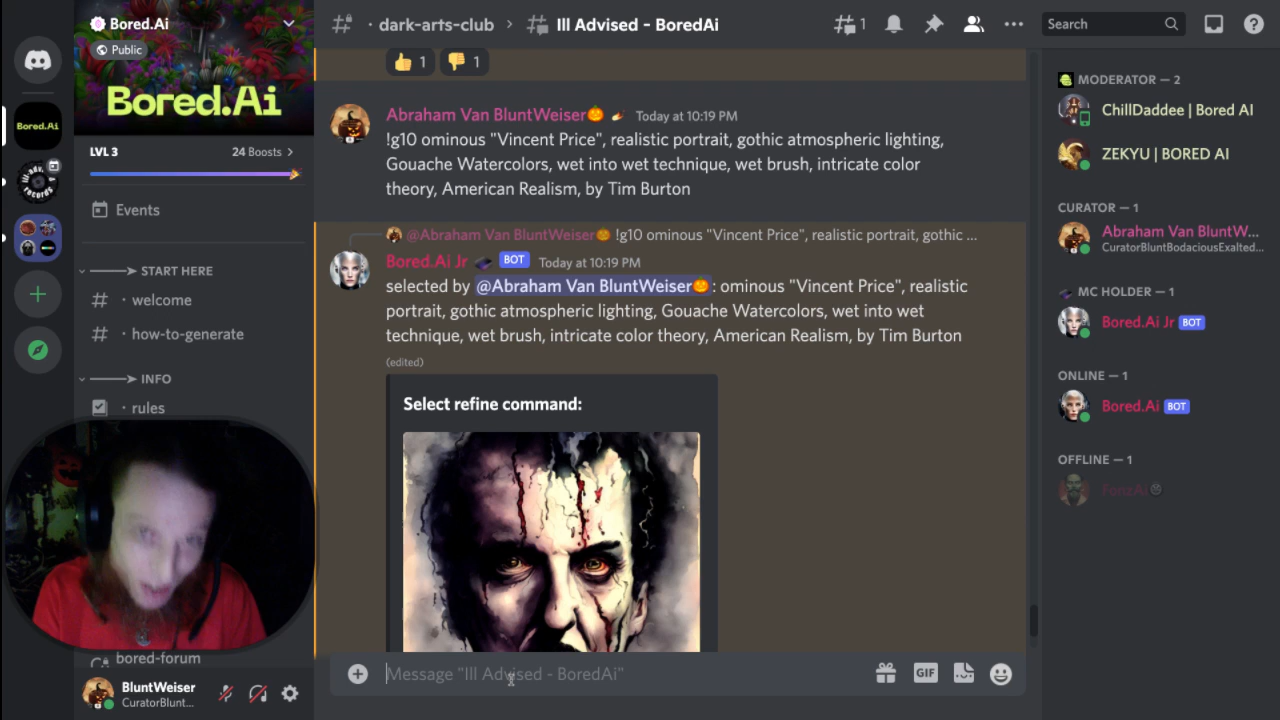 Bored.Ai
Public
Bored.Ai
LVL 3
24 Boosts
Events
START HERE
welcome
how-to-generate
INFO
rules
bored-forum
BluntWeiser
CuratorBlunt...
Bored.Ai
dark-arts-club
Ill Advised - BoredAi
1
Search
1
1
Abraham Van BluntWeiser🎃 Today at 10:19 PM
!g10 ominous "Vincent Price", realistic portrait, gothic atmospheric lighting,
Gouache Watercolors, wet into wet technique, wet brush, intricate color
theory, American Realism, by Tim Burton
@Abraham Van BluntWeiser🎃 !g10 ominous "Vincent Price", realistic portrait, gothic ...
Bored.Ai Jr BOT Today at 10:19 PM
selected by @Abraham Van BluntWeiser🎃: ominous "Vincent Price", realistic
portrait, gothic atmospheric lighting, Gouache Watercolors, wet into wet
technique, wet brush, intricate color theory, American Realism, by Tim Burton
(edited)
Select refine command:
Message "Ill Advised - BoredAi"
GIF
MODERATOR — 2
ChillDaddee | Bored AI
ZEKYU | BORED AI
CURATOR — 1
Abraham Van BluntW...
CuratorBluntBodaciousExalted...
MC HOLDER — 1
Bored.Ai Jr BOT
ONLINE — 1
Bored.Ai BOT
OFFLINE — 1
FonzAi